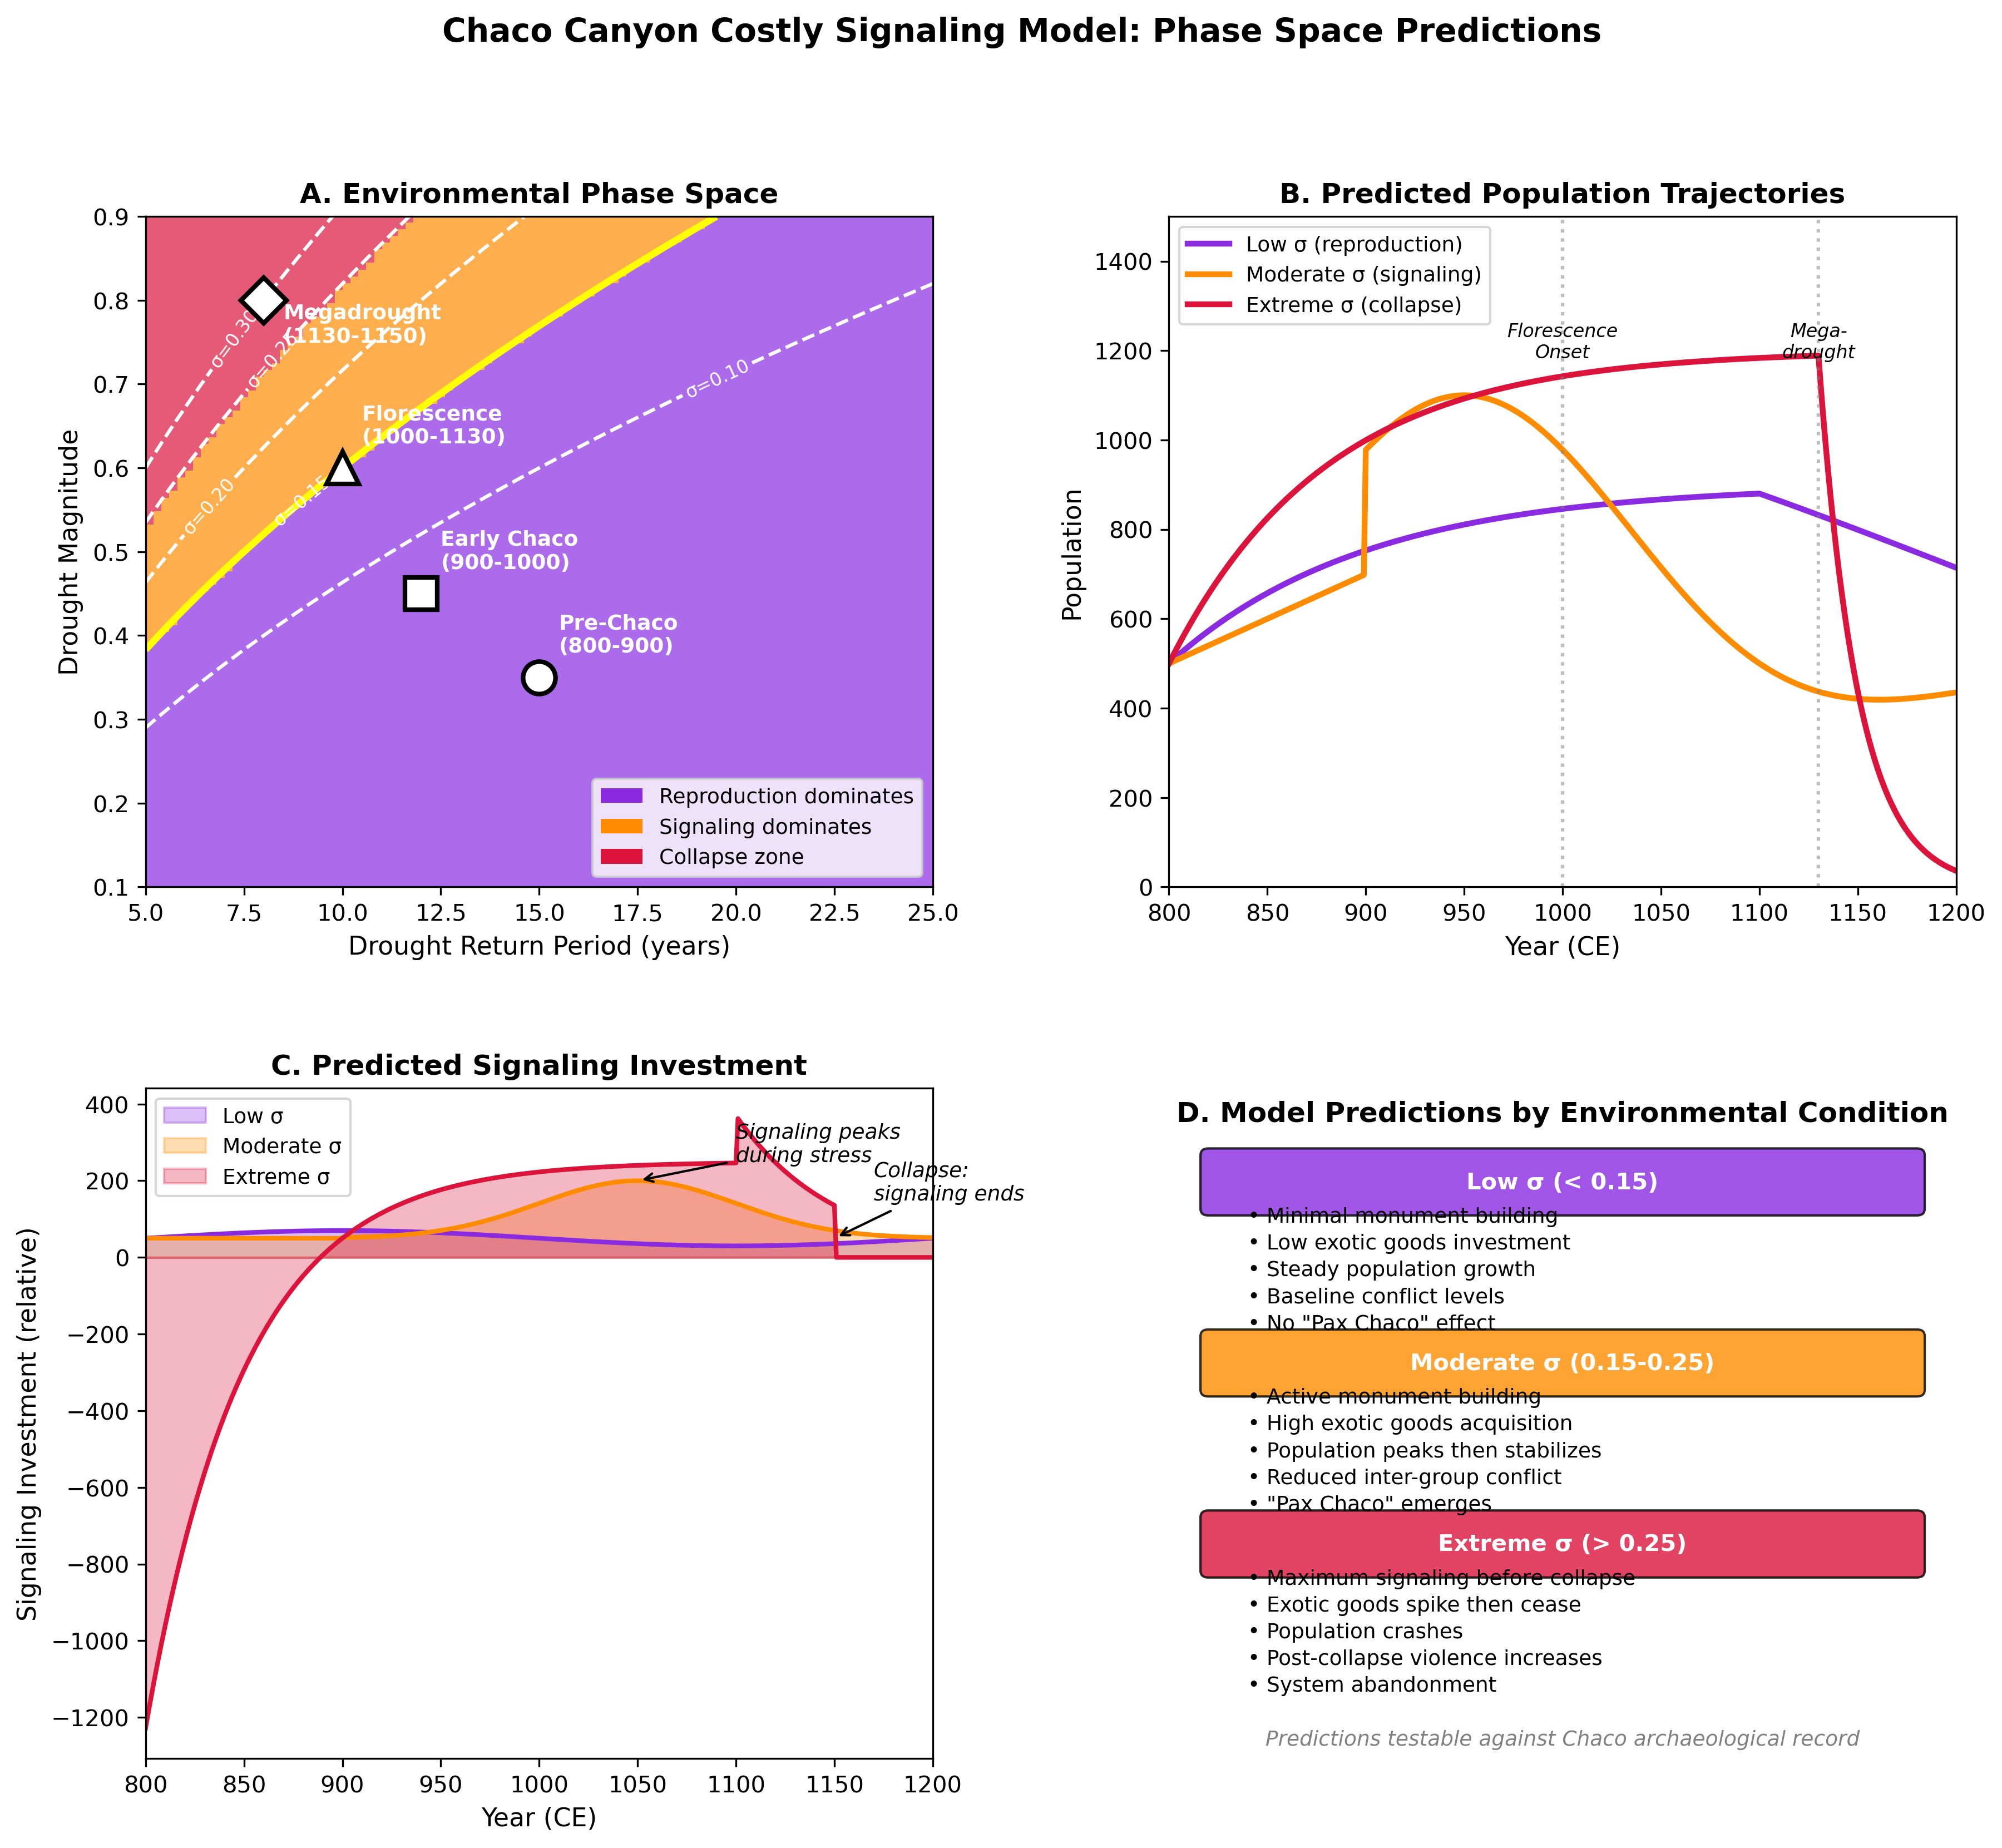 Chaco Canyon Costly Signaling Model: Phase Space Predictions
A. Environmental Phase Space
Drought Magnitude
0.9
0.8
0.7
0.6
0.5
0.4
0.3
0.2
0.1
σ=0.30
σ=0.25
σ=0.20
σ=0.15
σ=0.10
Megadrought
(1130-1150)
Florescence
(1000-1130)
Early Chaco
(900-1000)
Pre-Chaco
(800-900)
Reproduction dominates
Signaling dominates
Collapse zone
5.0 7.5 10.0 12.5 15.0 17.5 20.0 22.5 25.0
Drought Return Period (years)
B. Predicted Population Trajectories
Population
1400
1200
1000
800
600
400
200
0
Low σ (reproduction)
Moderate σ (signaling)
Extreme σ (collapse)
Florescence
Onset
Mega-
drought
800 850 900 950 1000 1050 1100 1150 1200
Year (CE)
C. Predicted Signaling Investment
Signaling Investment (relative)
400
200
0
−200
−400
−600
−800
−1000
−1200
Low σ
Moderate σ
Extreme σ
Signaling peaks
during stress
Collapse:
signaling ends
800 850 900 950 1000 1050 1100 1150 1200
Year (CE)
D. Model Predictions by Environmental Condition
Low σ (< 0.15)
• Minimal monument building
• Low exotic goods investment
• Steady population growth
• Baseline conflict levels
• No "Pax Chaco" effect
Moderate σ (0.15-0.25)
• Active monument building
• High exotic goods acquisition
• Population peaks then stabilizes
• Reduced inter-group conflict
• "Pax Chaco" emerges
Extreme σ (> 0.25)
• Maximum signaling before collapse
• Exotic goods spike then cease
• Population crashes
• Post-collapse violence increases
• System abandonment
Predictions testable against Chaco archaeological record